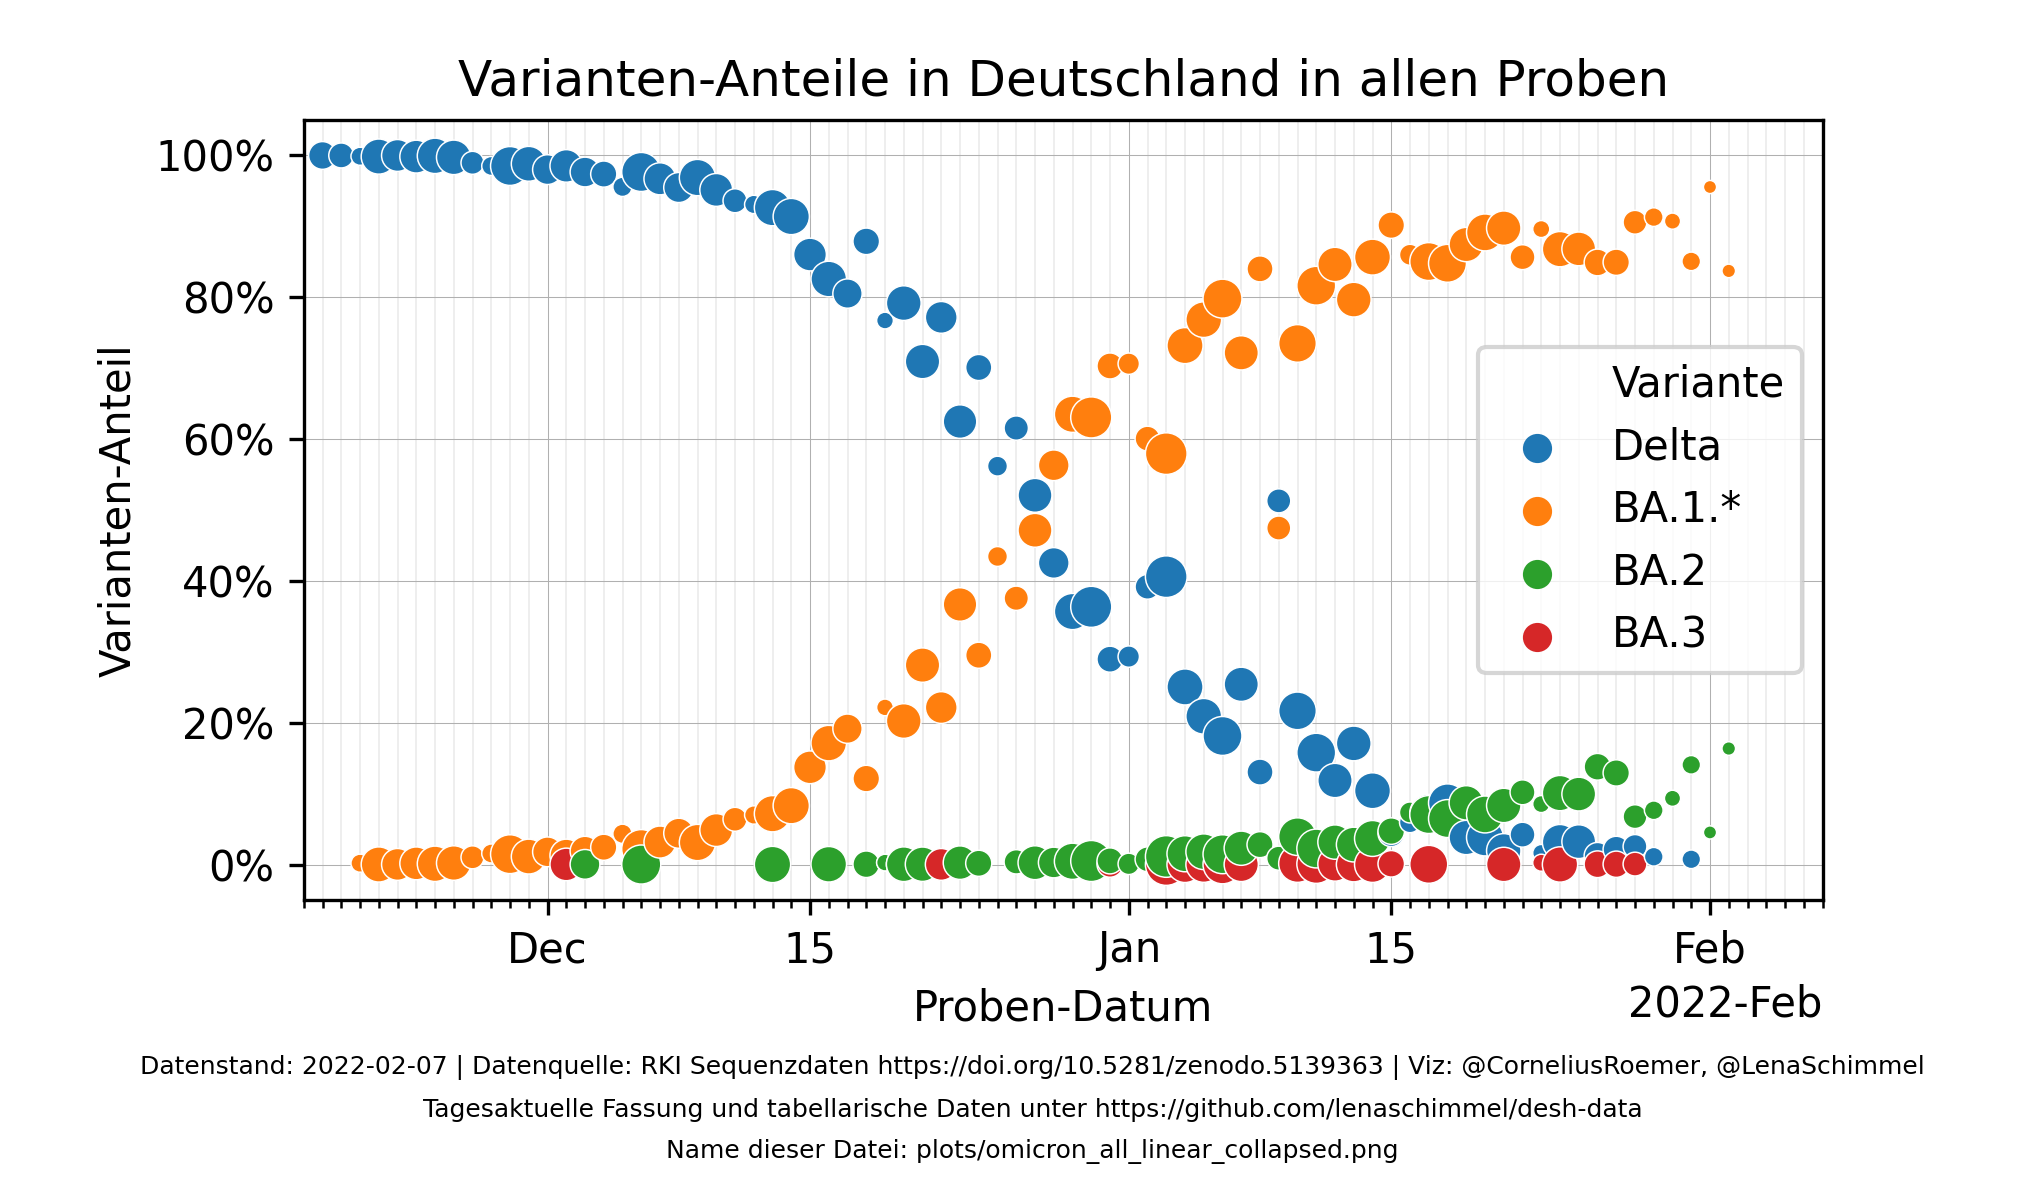 Varianten-Anteile in Deutschland in allen Proben
100%
80%
60%
40%
20%
0%
Varianten-Anteil
Variante
Delta
BA.1.*
BA.2
BA.3
Dec
15
Jan
15
Feb
Proben-Datum
2022-Feb
Datenstand: 2022-02-07 | Datenquelle: RKI Sequenzdaten https://doi.org/10.5281/zenodo.5139363 | Viz: @CorneliusRoemer, @LenaSchimmel
Tagesaktuelle Fassung und tabellarische Daten unter https://github.com/lenaschimmel/desh-data
Name dieser Datei: plots/omicron_all_linear_collapsed.png